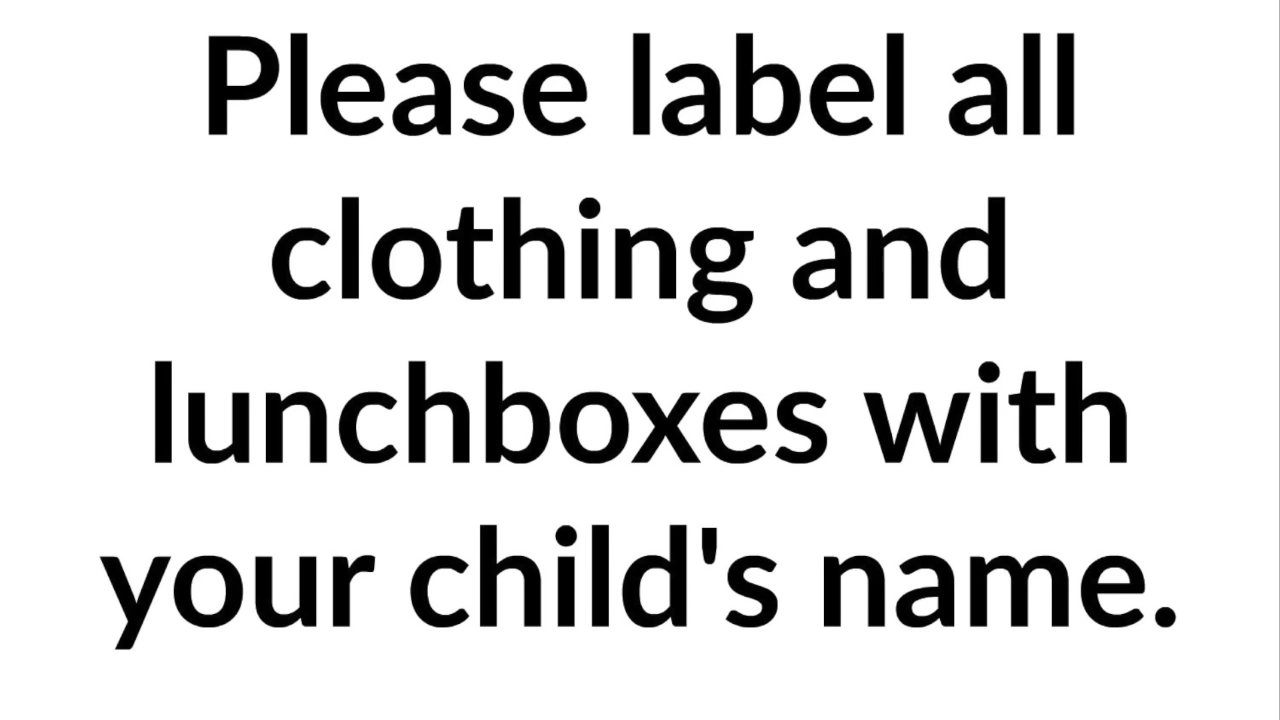 Please label all
clothing and
lunchboxes with
your child's name.